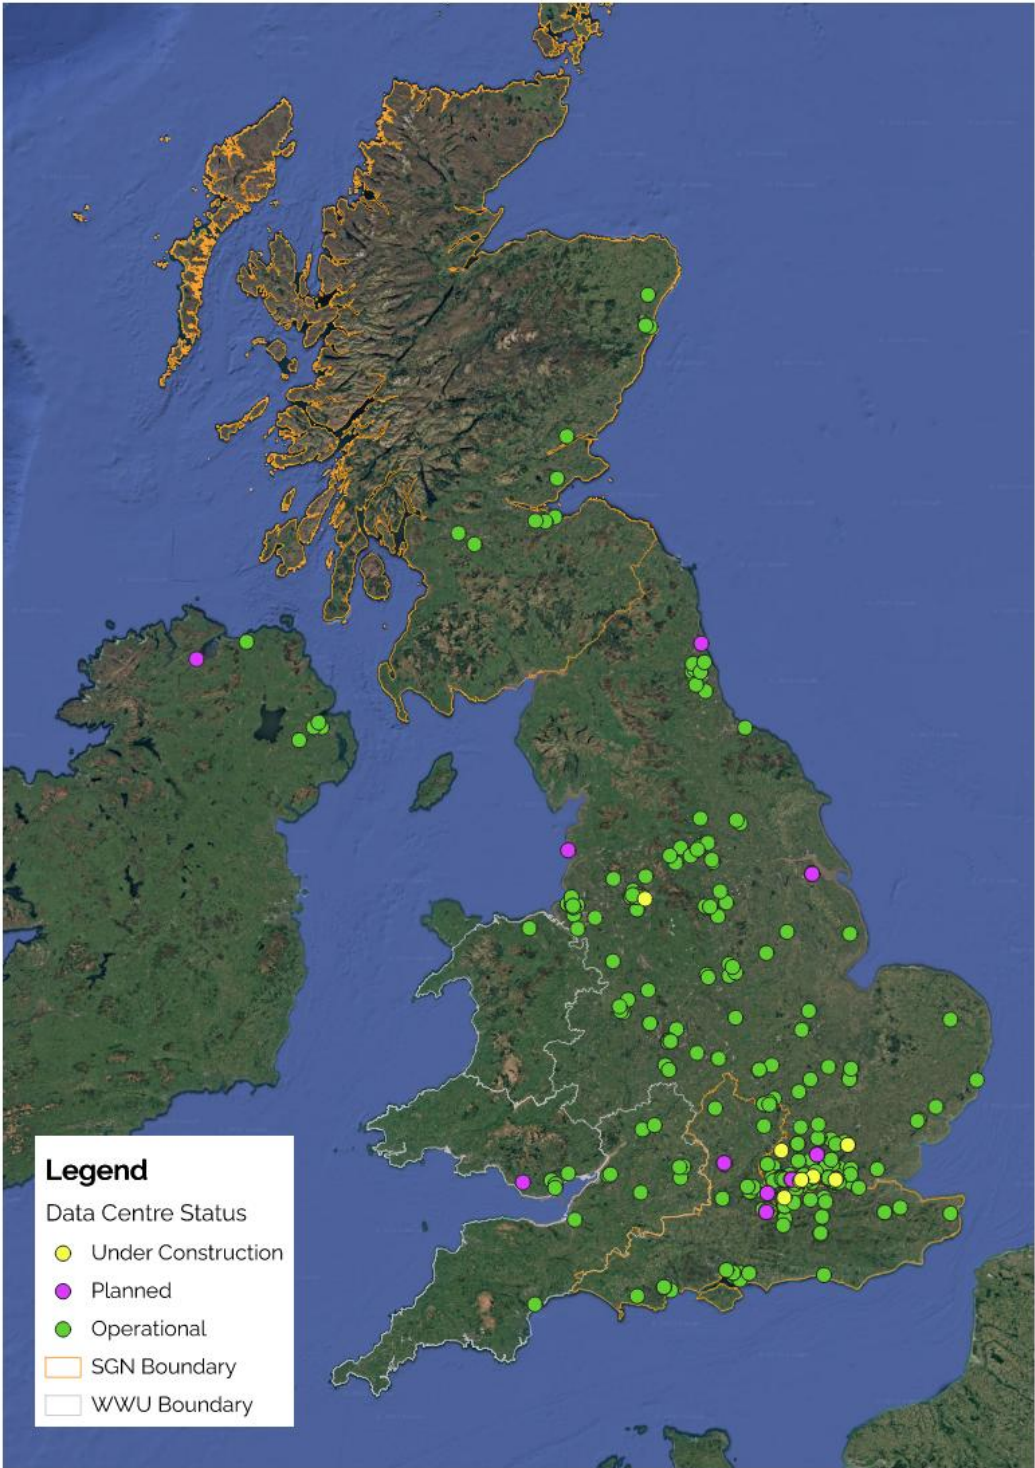 Legend
Data Centre Status
Under Construction
Planned
Operational
SGN Boundary
WWU Boundary